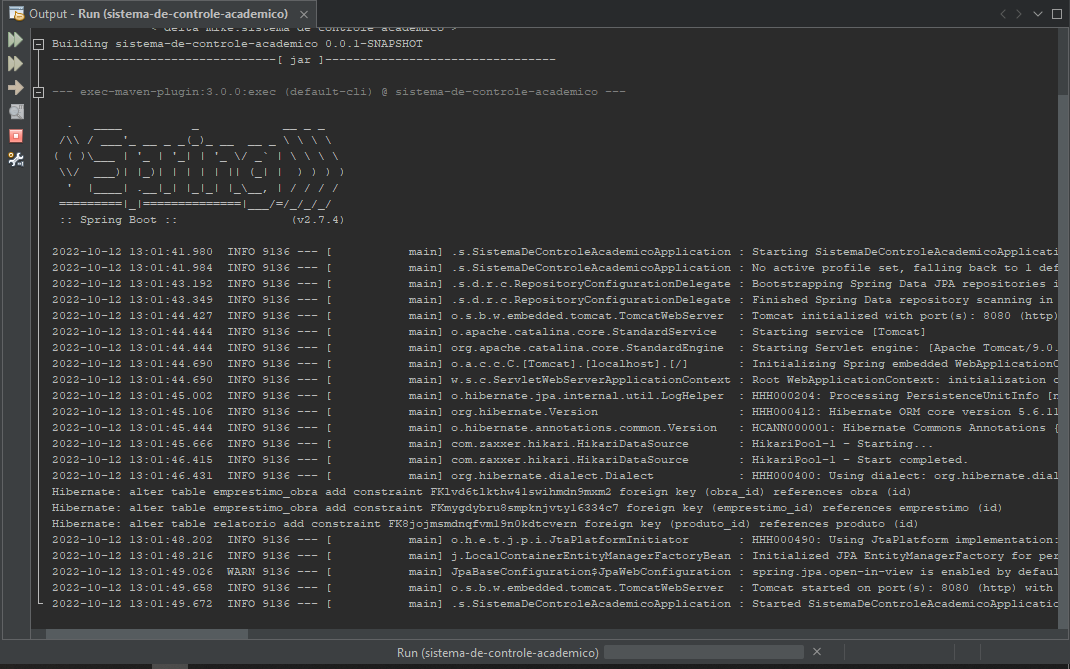 Output - Run (sistema-de-controle-academico) ×
Building sistema-de-controle-academico 0.0.1-SNAPSHOT
--------------------------------[ jar ]---------------------------------
--- exec-maven-plugin:3.0.0:exec (default-cli) @ sistema-de-controle-academico ---
  .   ____          _            __ _ _
 /\\ / ___'_ __ _ _(_)_ __  __ _ \ \ \ \
( ( )\___ | '_ | '_| | '_ \/ _` | \ \ \ \
 \\/  ___)| |_)| | | | | || (_| |  ) ) ) )
  '  |____| .__|_| |_|_| |_\__, | / / / /
 =========|_|==============|___/=/_/_/_/
 :: Spring Boot ::                (v2.7.4)
2022-10-12 13:01:41.980  INFO 9136 --- [           main] .s.SistemaDeControleAcademicoApplication : Starting SistemaDeControleAcademicoApplicati
2022-10-12 13:01:41.984  INFO 9136 --- [           main] .s.SistemaDeControleAcademicoApplication : No active profile set, falling back to 1 def
2022-10-12 13:01:43.192  INFO 9136 --- [           main] .s.d.r.c.RepositoryConfigurationDelegate : Bootstrapping Spring Data JPA repositories i
2022-10-12 13:01:43.349  INFO 9136 --- [           main] .s.d.r.c.RepositoryConfigurationDelegate : Finished Spring Data repository scanning in
2022-10-12 13:01:44.427  INFO 9136 --- [           main] o.s.b.w.embedded.tomcat.TomcatWebServer  : Tomcat initialized with port(s): 8080 (http)
2022-10-12 13:01:44.444  INFO 9136 --- [           main] o.apache.catalina.core.StandardService   : Starting service [Tomcat]
2022-10-12 13:01:44.444  INFO 9136 --- [           main] org.apache.catalina.core.StandardEngine  : Starting Servlet engine: [Apache Tomcat/9.0.
2022-10-12 13:01:44.690  INFO 9136 --- [           main] o.a.c.c.C.[Tomcat].[localhost].[/]       : Initializing Spring embedded WebApplicationC
2022-10-12 13:01:44.690  INFO 9136 --- [           main] w.s.c.ServletWebServerApplicationContext : Root WebApplicationContext: initialization c
2022-10-12 13:01:45.002  INFO 9136 --- [           main] o.hibernate.jpa.internal.util.LogHelper  : HHH000204: Processing PersistenceUnitInfo [n
2022-10-12 13:01:45.106  INFO 9136 --- [           main] org.hibernate.Version                    : HHH000412: Hibernate ORM core version 5.6.11
2022-10-12 13:01:45.444  INFO 9136 --- [           main] o.hibernate.annotations.common.Version   : HCANN000001: Hibernate Commons Annotations {
2022-10-12 13:01:45.666  INFO 9136 --- [           main] com.zaxxer.hikari.HikariDataSource       : HikariPool-1 - Starting...
2022-10-12 13:01:46.415  INFO 9136 --- [           main] com.zaxxer.hikari.HikariDataSource       : HikariPool-1 - Start completed.
2022-10-12 13:01:46.431  INFO 9136 --- [           main] org.hibernate.dialect.Dialect            : HHH000400: Using dialect: org.hibernate.dial
Hibernate: alter table emprestimo_obra add constraint FKlvd6tlkthw4lswihmdn9mxm2 foreign key (obra_id) references obra (id)
Hibernate: alter table emprestimo_obra add constraint FKmygdybru8smpknjvtyl6334c7 foreign key (emprestimo_id) references emprestimo (id)
Hibernate: alter table relatorio add constraint FK8jojmsmdnqfvml9n0kdtcvern foreign key (produto_id) references produto (id)
2022-10-12 13:01:48.202  INFO 9136 --- [           main] o.h.e.t.j.p.i.JtaPlatformInitiator       : HHH000490: Using JtaPlatform implementation:
2022-10-12 13:01:48.216  INFO 9136 --- [           main] j.LocalContainerEntityManagerFactoryBean : Initialized JPA EntityManagerFactory for per
2022-10-12 13:01:49.026  WARN 9136 --- [           main] JpaBaseConfiguration$JpaWebConfiguration : spring.jpa.open-in-view is enabled by defaul
2022-10-12 13:01:49.658  INFO 9136 --- [           main] o.s.b.w.embedded.tomcat.TomcatWebServer  : Tomcat started on port(s): 8080 (http) with
2022-10-12 13:01:49.672  INFO 9136 --- [           main] .s.SistemaDeControleAcademicoApplication : Started SistemaDeControleAcademicoApplicatio
Run (sistema-de-controle-academico)